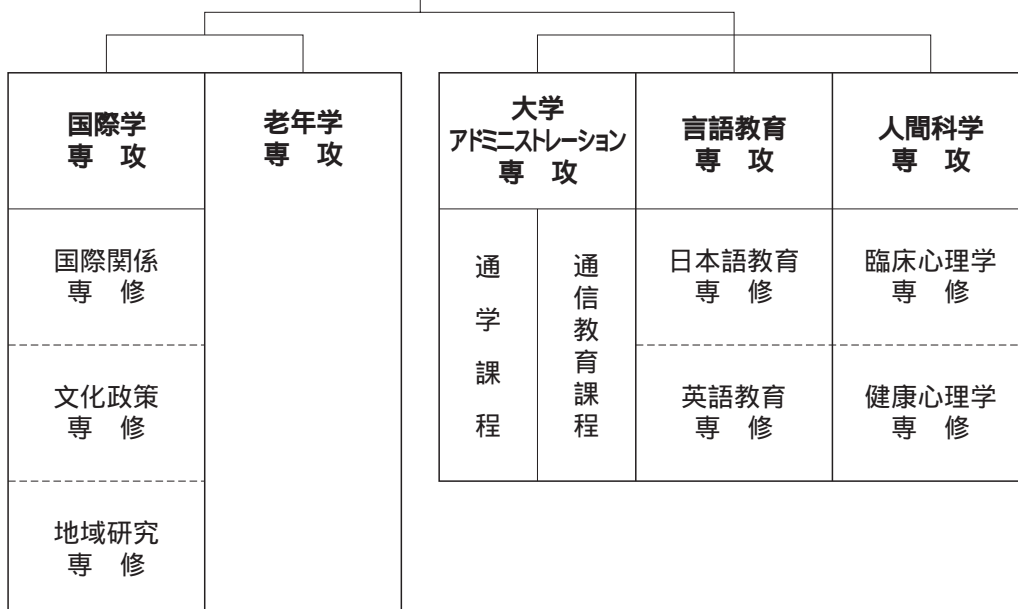 国際学
専 攻
老年学
専 攻
大学
アドミニストレーション
専 攻
言語教育
専 攻
人間科学
専 攻
国際関係
専 修
文化政策
専 修
地域研究
専 修
通学課程
通信教育課程
日本語教育
専 修
英語教育
専 修
臨床心理学
専 修
健康心理学
専 修